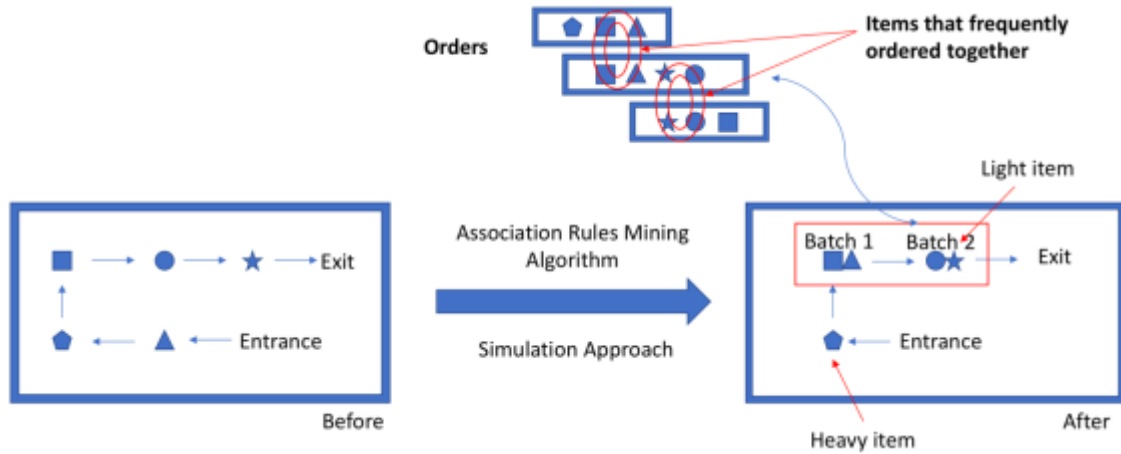 Orders
Items that frequently
ordered together
Light item
Association Rules Mining
Algorithm
Simulation Approach
Exit
Entrance
Before
Batch 1
Batch 2
Exit
Entrance
After
Heavy item